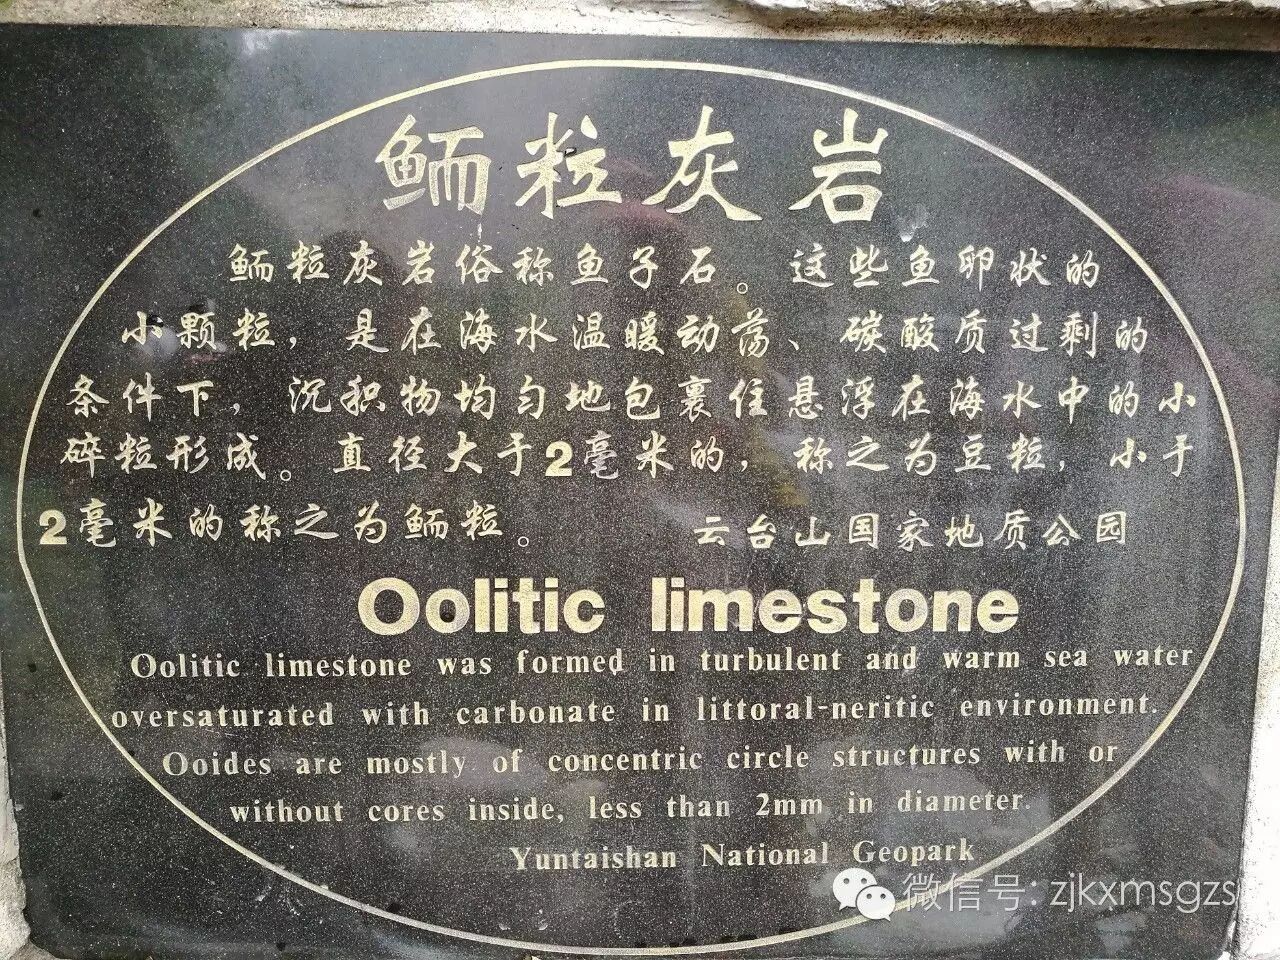 鲕粒灰岩
鲕粒灰岩俗称鱼子石。这些鱼卵状的
小颗粒，是在海水温暖动荡、碳酸质过剩的
条件下，沉积物均匀地包裹住悬浮在海水中的小
碎粒形成。直径大于2毫米的，称之为豆粒，小于
2毫米的称之为鲕粒。 云台山国家地质公园
Oolitic limestone
Oolitic limestone was formed in turbulent and warm sea water
oversaturated with carbonate in littoral-neritic environment.
Ooides are mostly of concentric circle structures with or
without cores inside, less than 2mm in diameter.
Yuntaishan National Geopark
微信号: zjkxmsgzs